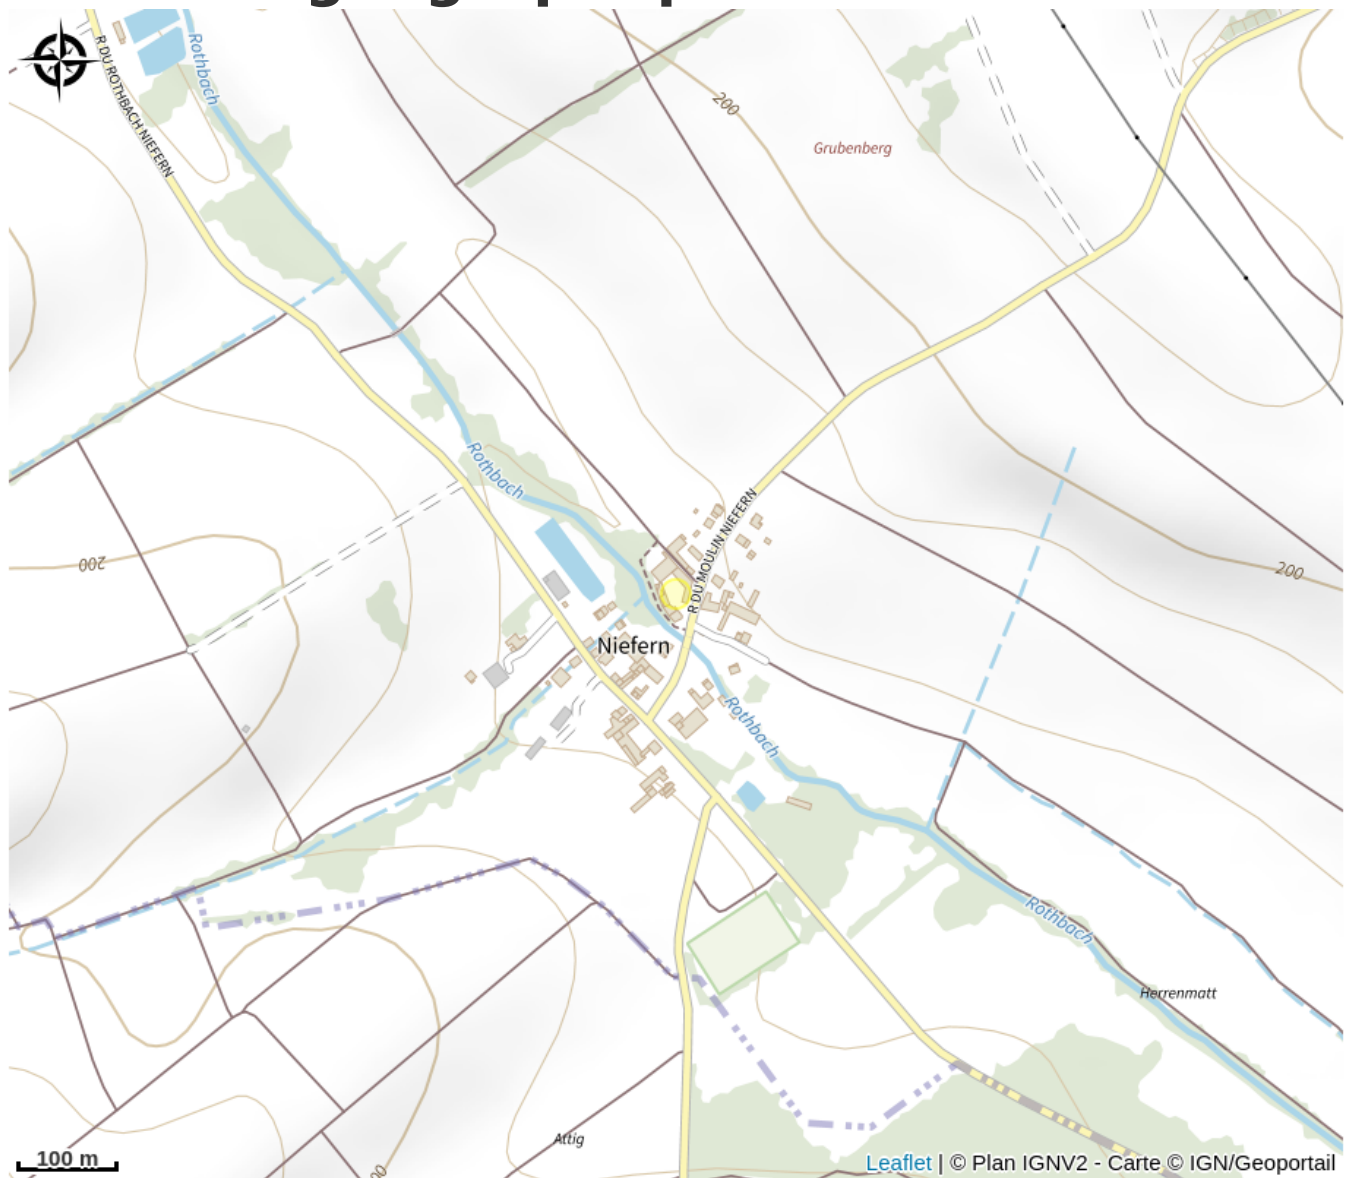 Rothbach
R DU ROTHBACH NIEFERN
200
Grubenberg
Rothbach
R DU MOULIN NIEFERN
200
200
Niefern
Rothbach
Rothbach
Herrenmatt
Attig
100 m
Leaflet | © Plan IGNV2 - Carte © IGN/Geoportail